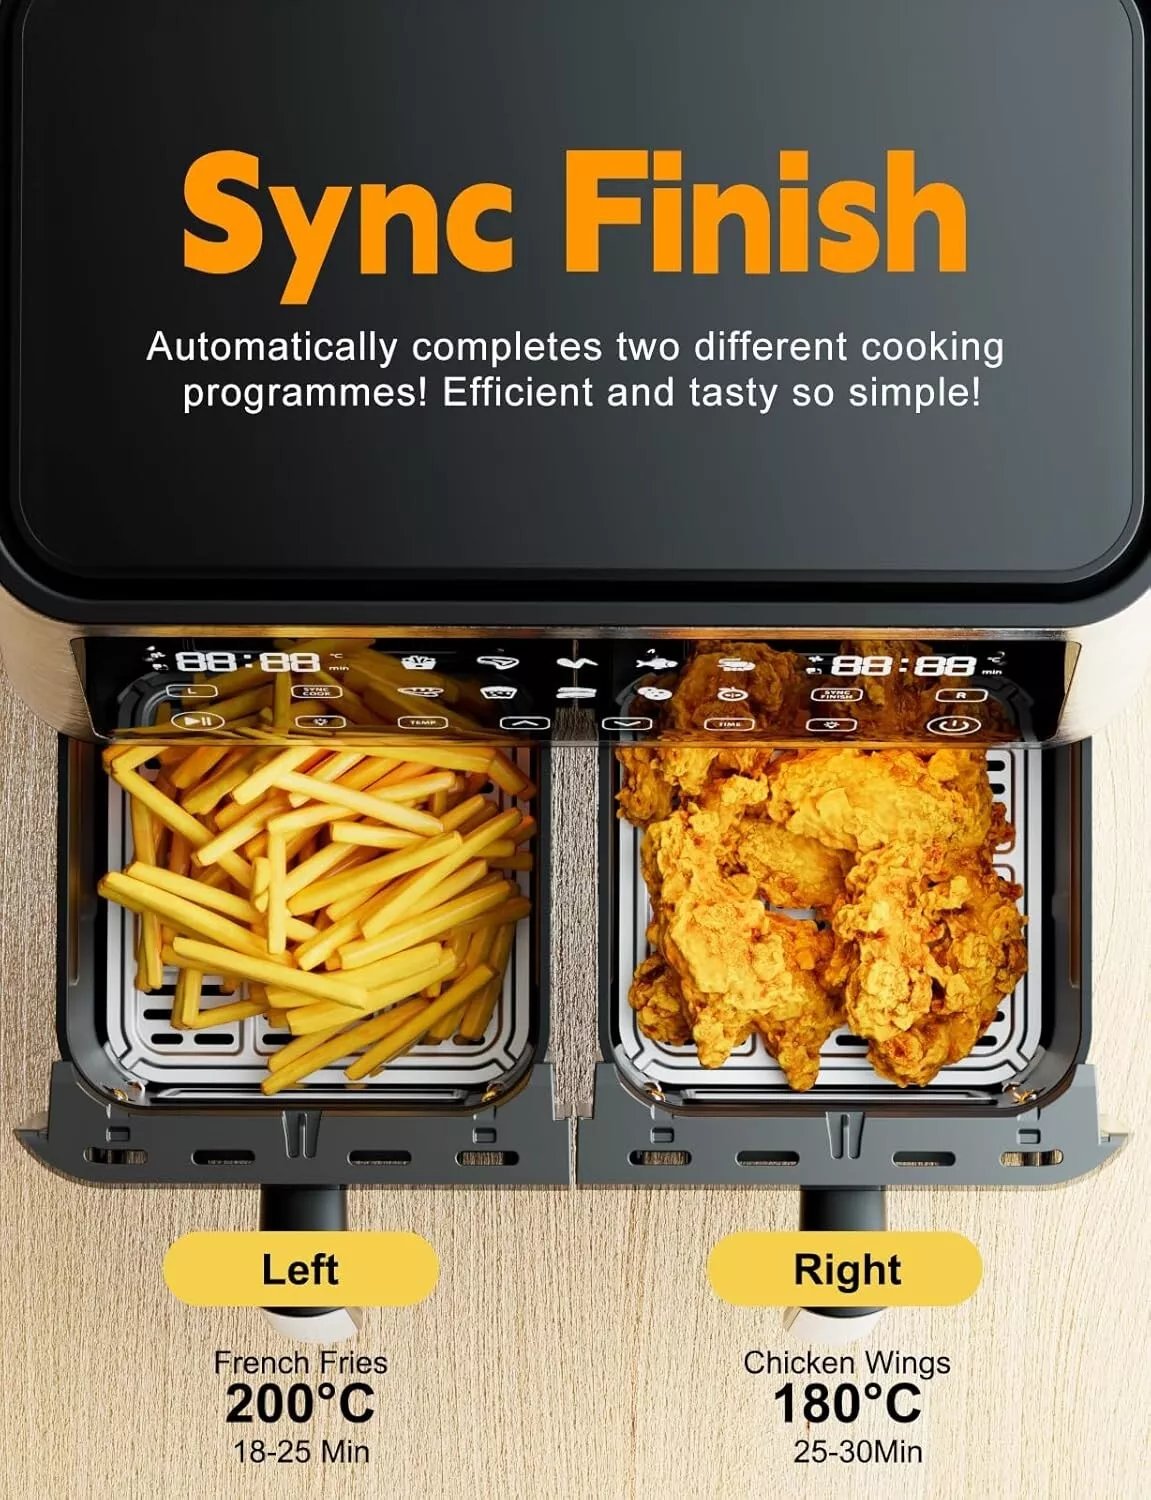 Sync Finish
Automatically completes two different cooking
programmes! Efficient and tasty so simple!
88:88 min °C
88:88 min °C
L
SYNC COOK
SYNC FINISH
R
TEMP
TIME
Left
Right
French Fries
200°C
18-25 Min
Chicken Wings
180°C
25-30Min